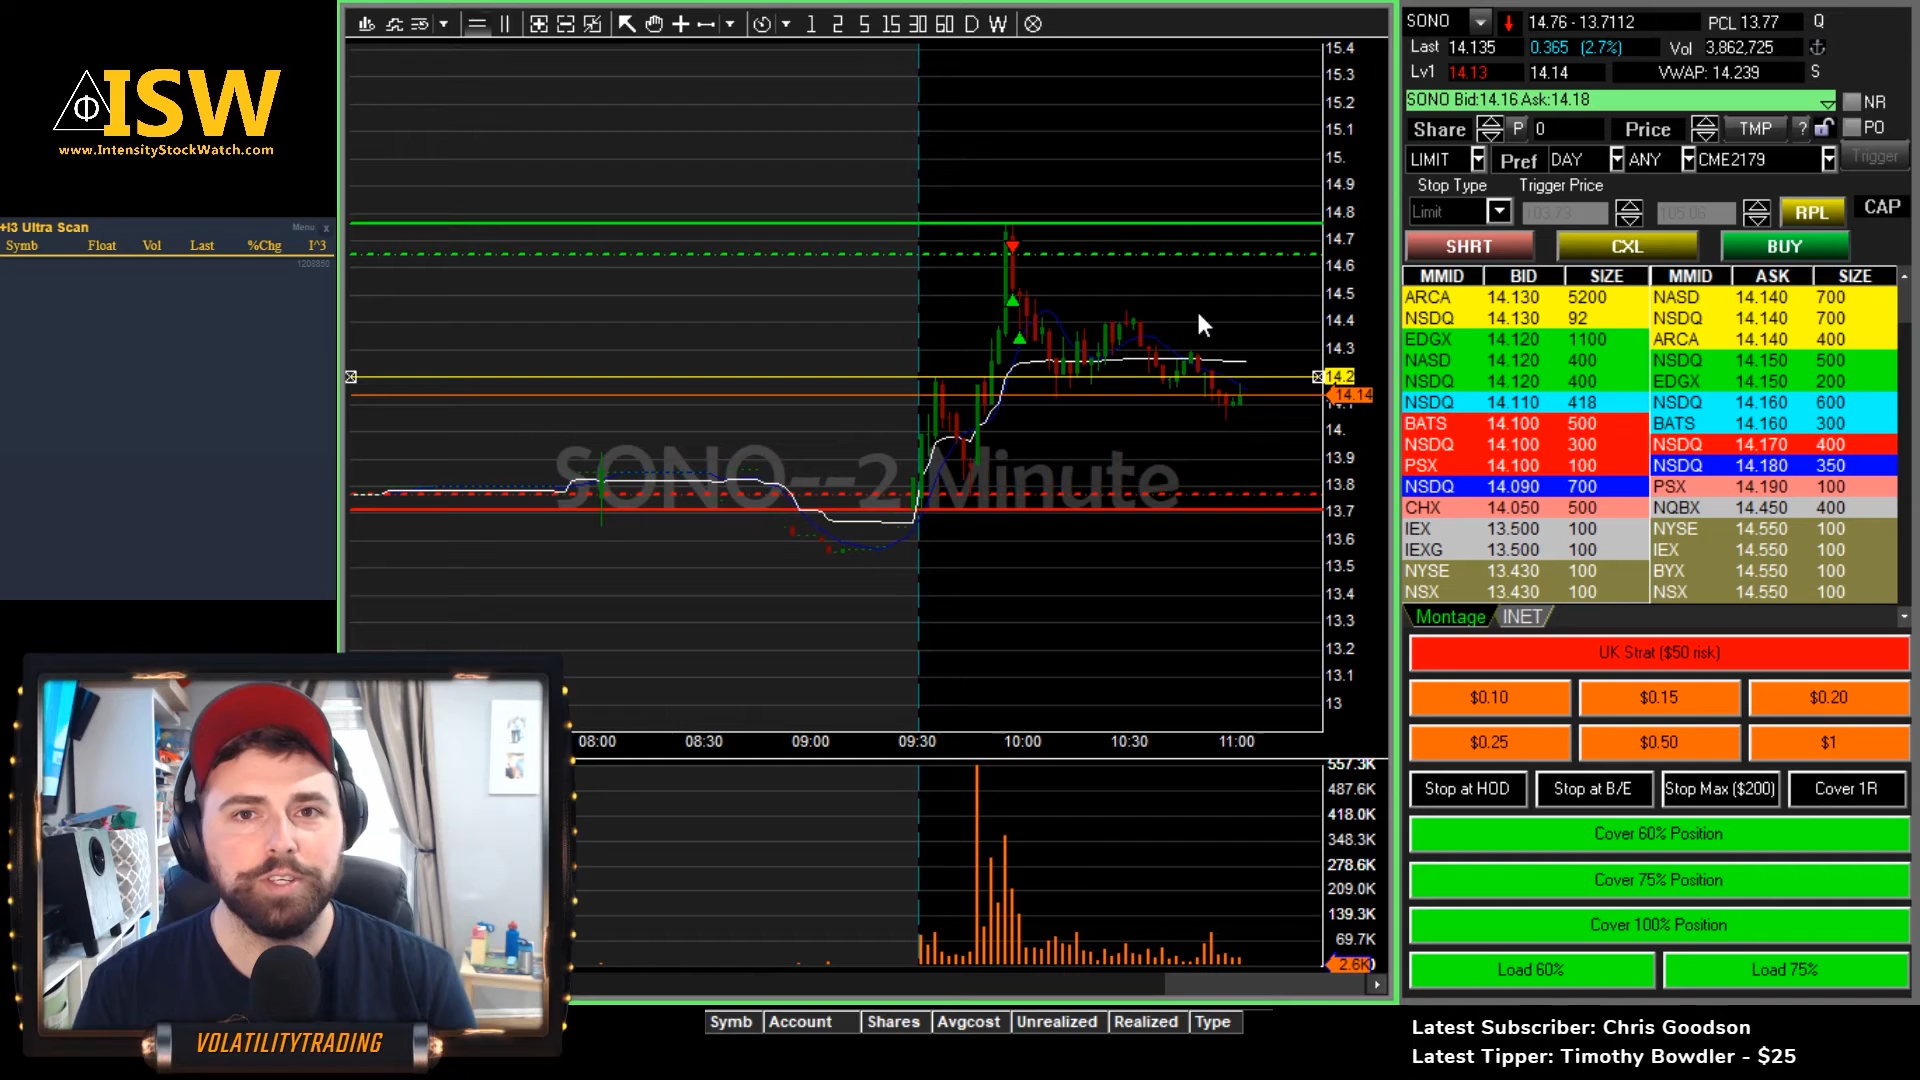 ISW
www.IntensityStockWatch.com
+I3 Ultra Scan
Menu x
Symb Float Vol Last %Chg I^3
1208850
1 2 5 15 30 60 D W
15.4
15.3
15.2
15.1
15.
14.9
14.8
14.7
14.6
14.5
14.4
14.3
14.2
14.14
14.
13.9
13.8
13.7
13.6
13.5
13.4
13.3
13.2
13.1
13
SONO--2 Minute
08:00 08:30 09:00 09:30 10:00 10:30 11:00
557.3K
487.6K
418.0K
348.3K
278.6K
209.0K
139.3K
69.7K
2.6K
Symb Account Shares Avgcost Unrealized Realized Type
VOLATILITYTRADING
SONO 14.76 - 13.7112 PCL 13.77 Q
Last 14.135 0.365 (2.7%) Vol 3,862,725
Lv1 14.13 14.14 VWAP: 14.239 S
SONO Bid:14.16 Ask:14.18 NR
Share P 0 Price TMP ? PO
LIMIT Pref DAY ANY CME2179 Trigger
Stop Type Trigger Price
Limit 103.73 105.06 RPL CAP
SHRT CXL BUY
MMID BID SIZE MMID ASK SIZE
ARCA 14.130 5200 NASD 14.140 700
NSDQ 14.130 92 NSDQ 14.140 700
EDGX 14.120 1100 ARCA 14.140 400
NASD 14.120 400 NSDQ 14.150 500
NSDQ 14.120 400 EDGX 14.150 200
NSDQ 14.110 418 NSDQ 14.160 600
BATS 14.100 500 BATS 14.160 300
NSDQ 14.100 300 NSDQ 14.170 400
PSX 14.100 100 NSDQ 14.180 350
NSDQ 14.090 700 PSX 14.190 100
CHX 14.050 500 NQBX 14.450 400
IEX 13.500 100 NYSE 14.550 100
IEXG 13.500 100 IEX 14.550 100
NYSE 13.430 100 BYX 14.550 100
NSX 13.430 100 NSX 14.550 100
Montage INET
UK Strat ($50 risk)
$0.10 $0.15 $0.20
$0.25 $0.50 $1
Stop at HOD Stop at B/E Stop Max ($200) Cover 1R
Cover 60% Position
Cover 75% Position
Cover 100% Position
Load 60% Load 75%
Latest Subscriber: Chris Goodson
Latest Tipper: Timothy Bowdler - $25